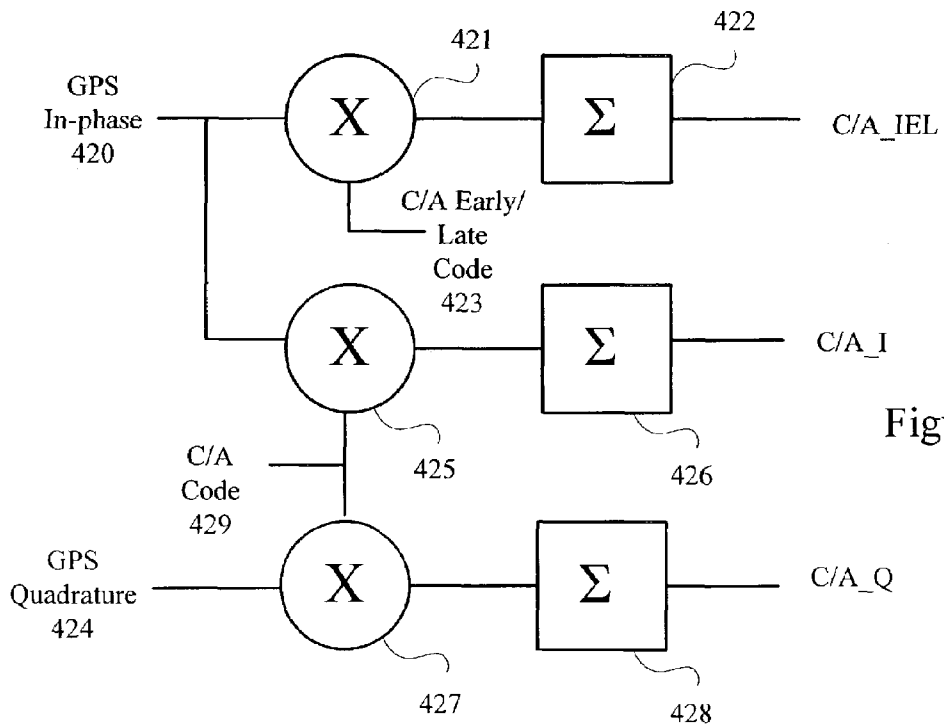 421
422
GPS
In-phase
420
X
Σ
C/A_IEL
C/A Early/
Late
Code
423
X
Σ
C/A_I
425
426
Fig
C/A
Code
429
GPS
Quadrature
424
X
Σ
C/A_Q
427
428